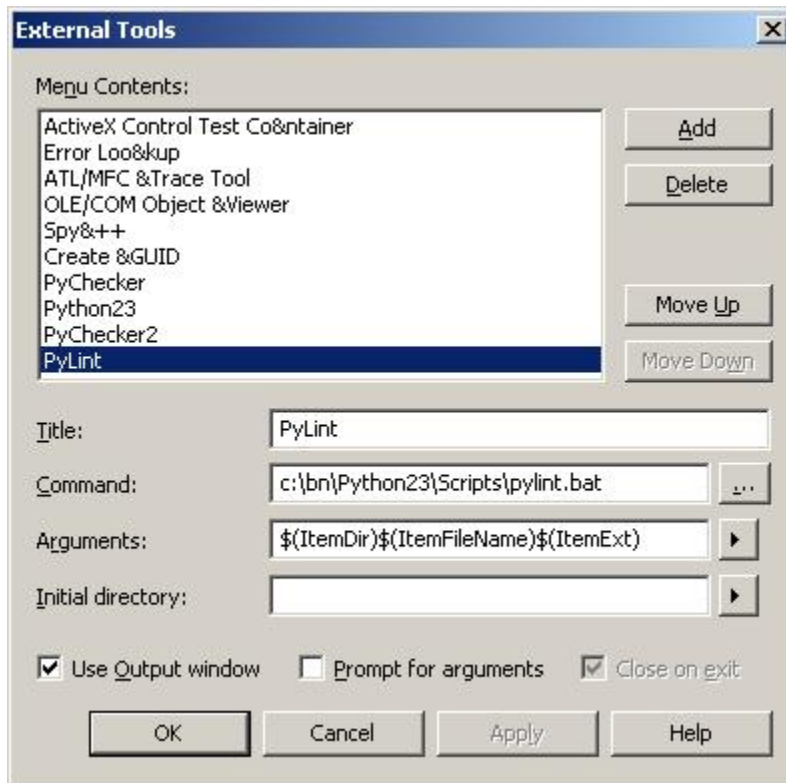 External Tools
Menu Contents:
ActiveX Control Test Co&ntainer
Error Loo&kup
ATL/MFC &Trace Tool
OLE/COM Object &Viewer
Spy&++
Create &GUID
PyChecker
Python23
PyChecker2
PyLint
Add
Delete
Move Up
Move Down
Title:
PyLint
Command:
c:\bn\Python23\Scripts\pylint.bat
...
Arguments:
$(ItemDir)$(ItemFileName)$(ItemExt)
Initial directory:
Use Output window
Prompt for arguments
Close on exit
OK
Cancel
Apply
Help